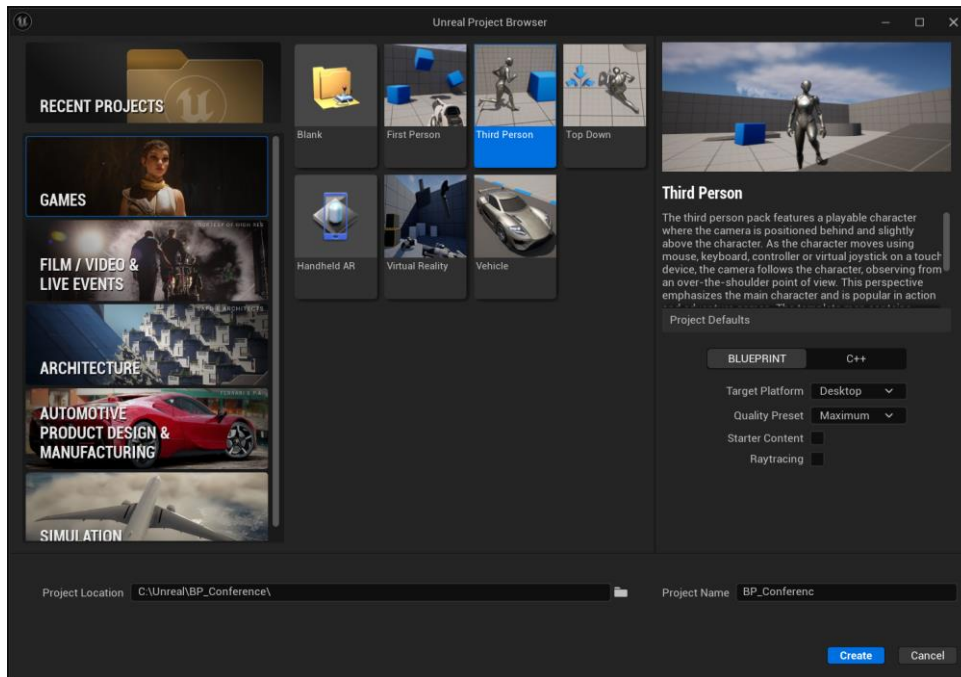 Unreal Project Browser
RECENT PROJECTS
GAMES
FILM / VIDEO &
LIVE EVENTS
ARCHITECTURE
AUTOMOTIVE
PRODUCT DESIGN &
MANUFACTURING
SIMULATION
Blank
First Person
Third Person
Top Down
Handheld AR
Virtual Reality
Vehicle
Third Person
The third person pack features a playable character
where the camera is positioned behind and slightly
above the character. As the character moves using
mouse, keyboard, controller or virtual joystick on a touch
device, the camera follows the character, observing from
an over-the-shoulder point of view. This perspective
emphasizes the main character and is popular in action
Project Defaults
BLUEPRINT
C++
Target Platform Desktop
Quality Preset Maximum
Starter Content
Raytracing
Project Location C:\Unreal\BP_Conference\
Project Name BP_Conferenc
Create
Cancel